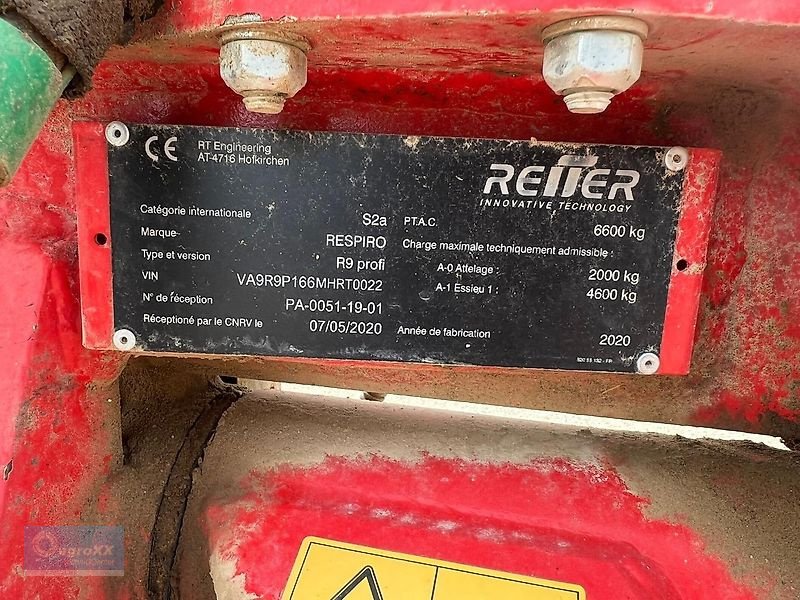 CE
RT Engineering
AT-4716 Hofkirchen
REITER
INNOVATIVE TECHNOLOGY
Catégorie internationale S2a
Marque RESPIRO
Type et version R9 profi
VIN VA9R9P166MHRT0022
N° de réception PA-0051-19-01
Réceptioné par le CNRV le 07/05/2020
P.T.A.C. 6600 kg
Charge maximale techniquement admissible :
A-0 Attelage : 2000 kg
A-1 Essieu 1 : 4600 kg
Année de fabrication 2020
agroXX